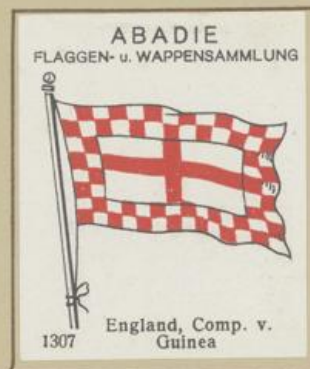 ABADIE
FLAGGEN- u. WAPPENSAMMLUNG
England, Comp. v.
1307 Guinea